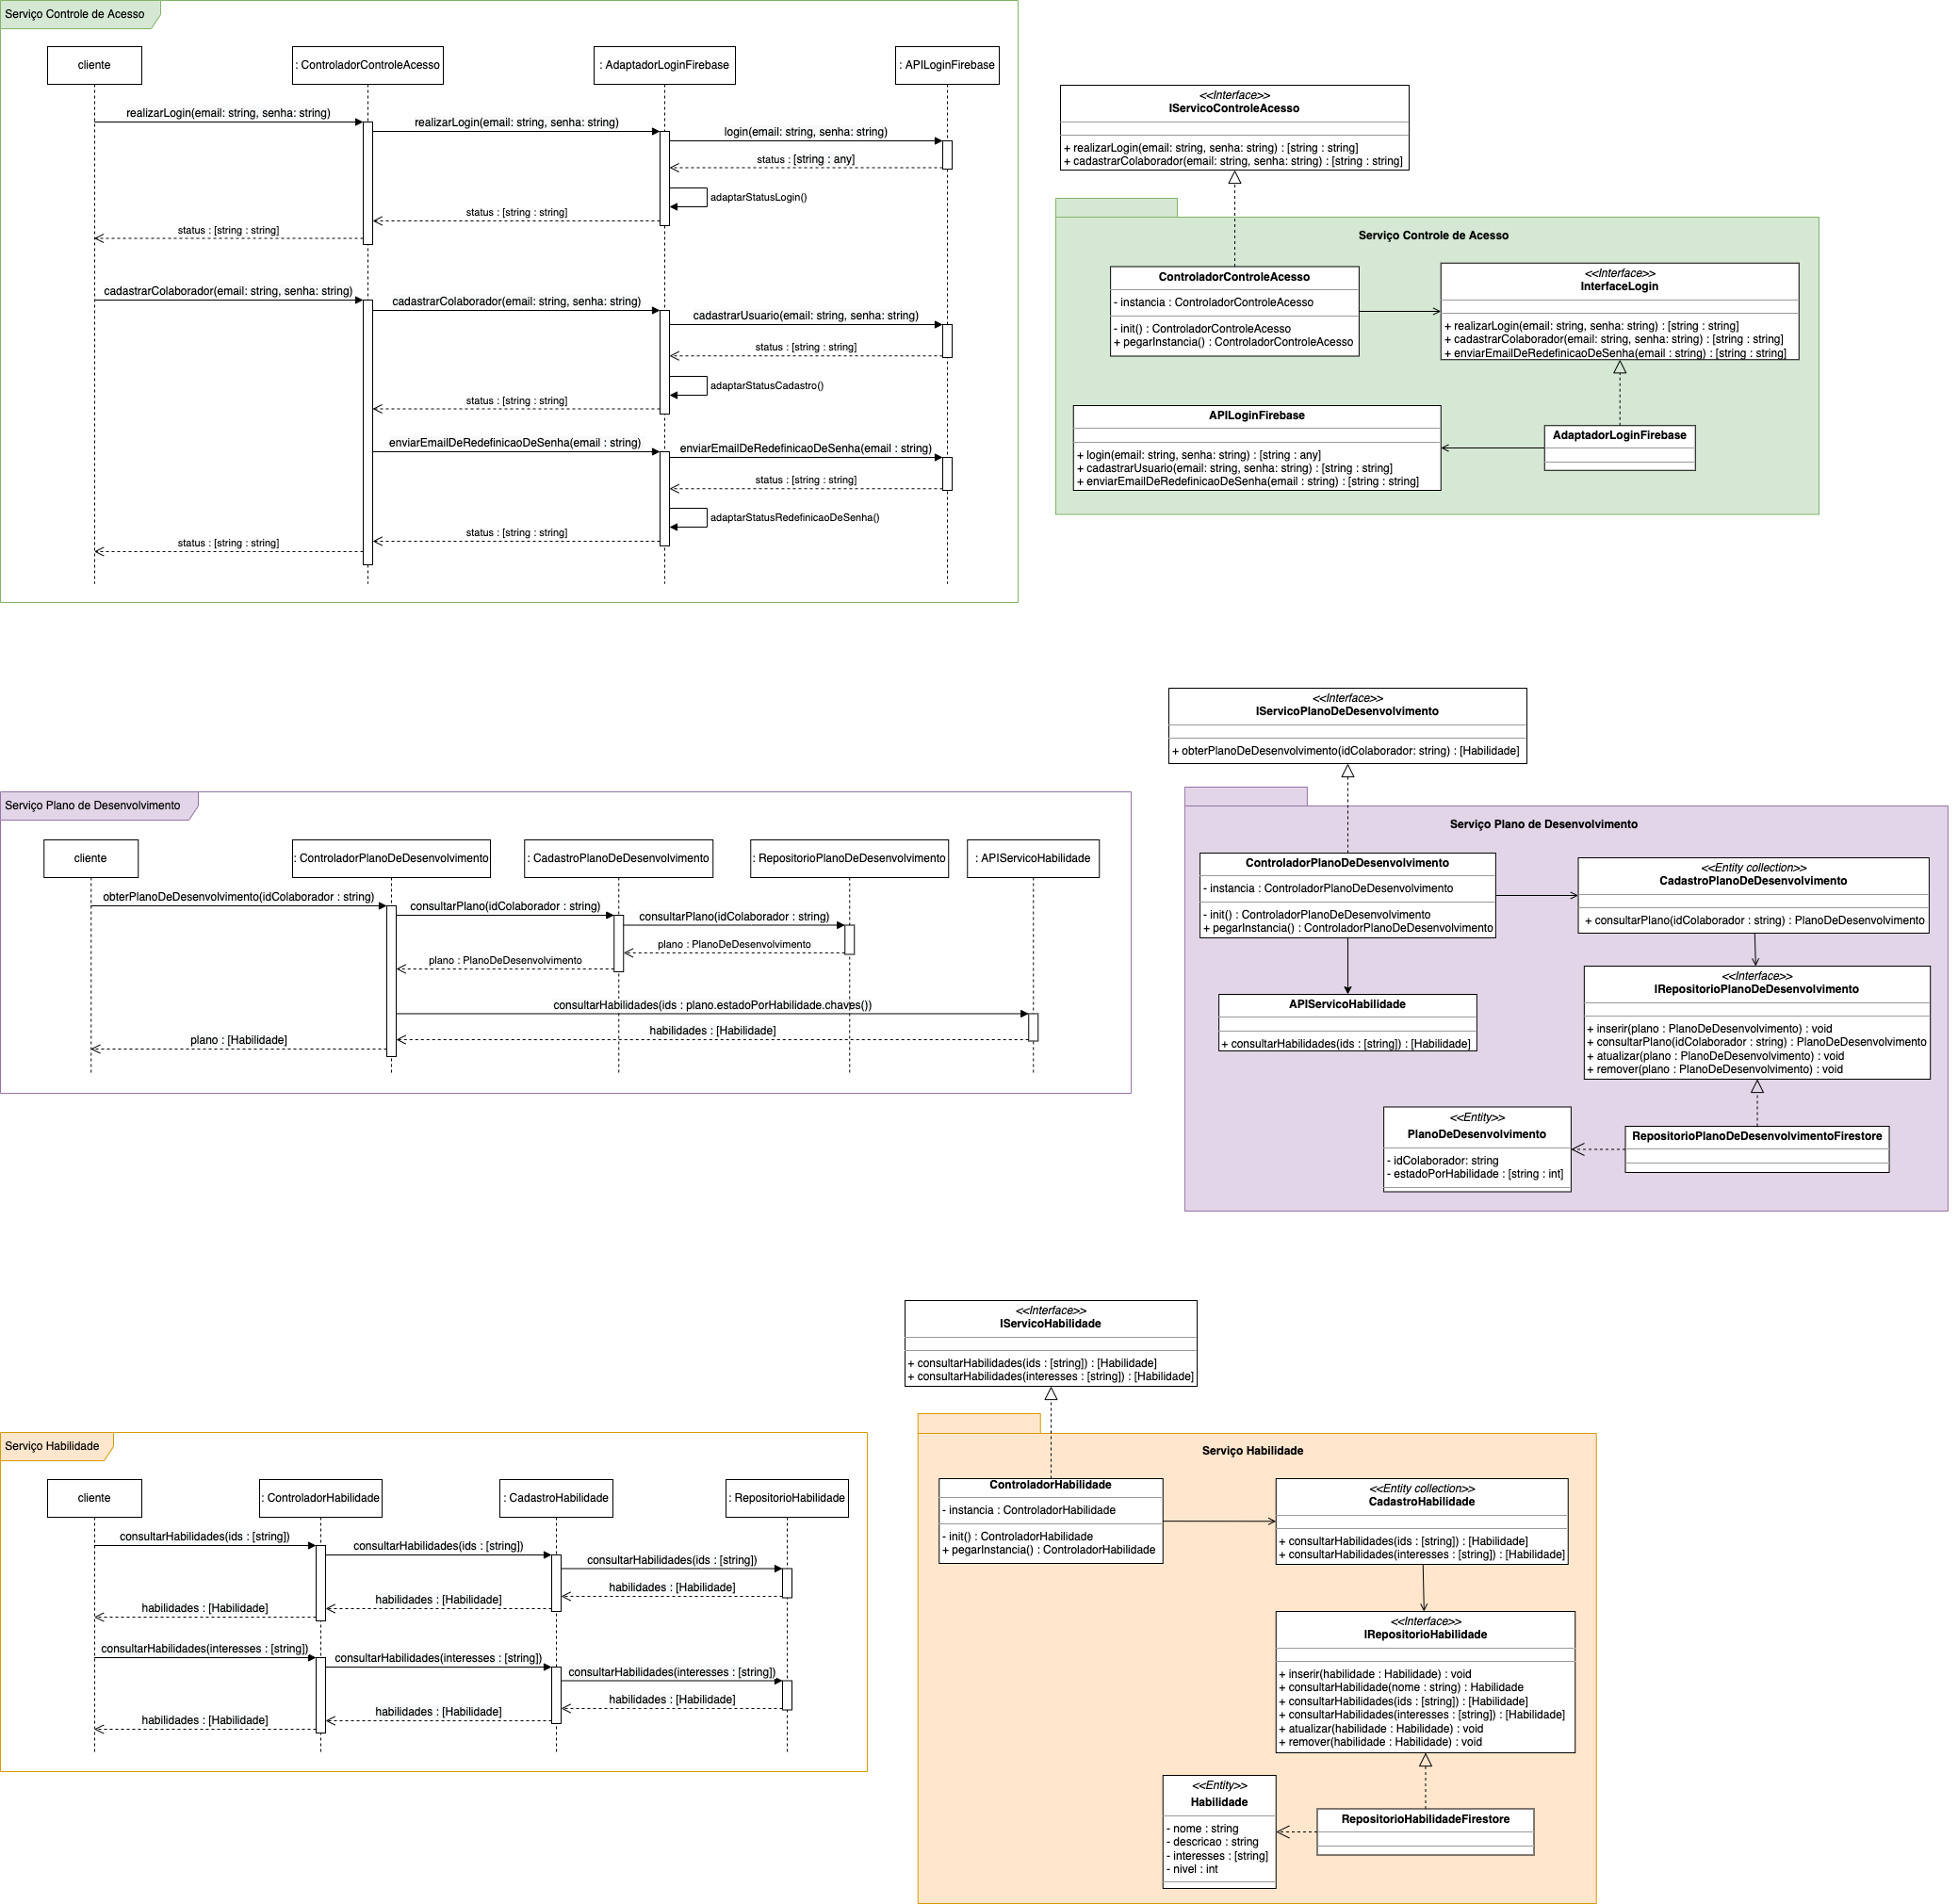 Serviço Controle de Acesso
cliente
: ControladorControleAcesso
: AdaptadorLoginFirebase
: APILoginFirebase
realizarLogin(email: string, senha: string)
realizarLogin(email: string, senha: string)
login(email: string, senha: string)
status : [string : any]
adaptarStatusLogin()
status : [string : string]
status : [string : string]
cadastrarColaborador(email: string, senha: string)
cadastrarColaborador(email: string, senha: string)
cadastrarUsuario(email: string, senha: string)
status : [string : string]
adaptarStatusCadastro()
status : [string : string]
enviarEmailDeRedefinicaoDeSenha(email : string)
enviarEmailDeRedefinicaoDeSenha(email : string)
status : [string : string]
adaptarStatusRedefinicaoDeSenha()
status : [string : string]
status : [string : string]
<<Interface>>
IServicoControleAcesso
+ realizarLogin(email: string, senha: string) : [string : string]
+ cadastrarColaborador(email: string, senha: string) : [string : string]
Serviço Controle de Acesso
ControladorControleAcesso
- instancia : ControladorControleAcesso
- init() : ControladorControleAcesso
+ pegarInstancia() : ControladorControleAcesso
<<Interface>>
InterfaceLogin
+ realizarLogin(email: string, senha: string) : [string : string]
+ cadastrarColaborador(email: string, senha: string) : [string : string]
+ enviarEmailDeRedefinicaoDeSenha(email : string) : [string : string]
APILoginFirebase
+ login(email: string, senha: string) : [string : any]
+ cadastrarUsuario(email: string, senha: string) : [string : string]
+ enviarEmailDeRedefinicaoDeSenha(email : string) : [string : string]
AdaptadorLoginFirebase
Serviço Plano de Desenvolvimento
cliente
: ControladorPlanoDeDesenvolvimento
: CadastroPlanoDeDesenvolvimento
: RepositorioPlanoDeDesenvolvimento
: APIServicoHabilidade
obterPlanoDeDesenvolvimento(idColaborador : string)
consultarPlano(idColaborador : string)
consultarPlano(idColaborador : string)
plano : PlanoDeDesenvolvimento
plano : PlanoDeDesenvolvimento
consultarHabilidades(ids : plano.estadoPorHabilidade.chaves())
habilidades : [Habilidade]
plano : [Habilidade]
<<Interface>>
IServicoPlanoDeDesenvolvimento
+ obterPlanoDeDesenvolvimento(idColaborador: string) : [Habilidade]
Serviço Plano de Desenvolvimento
ControladorPlanoDeDesenvolvimento
- instancia : ControladorPlanoDeDesenvolvimento
- init() : ControladorPlanoDeDesenvolvimento
+ pegarInstancia() : ControladorPlanoDeDesenvolvimento
<<Entity collection>>
CadastroPlanoDeDesenvolvimento
+ consultarPlano(idColaborador : string) : PlanoDeDesenvolvimento
APIServicoHabilidade
+ consultarHabilidades(ids : [string]) : [Habilidade]
<<Interface>>
IRepositorioPlanoDeDesenvolvimento
+ inserir(plano : PlanoDeDesenvolvimento) : void
+ consultarPlano(idColaborador : string) : PlanoDeDesenvolvimento
+ atualizar(plano : PlanoDeDesenvolvimento) : void
+ remover(plano : PlanoDeDesenvolvimento) : void
<<Entity>>
PlanoDeDesenvolvimento
- idColaborador: string
- estadoPorHabilidade : [string : int]
RepositorioPlanoDeDesenvolvimentoFirestore
Serviço Habilidade
cliente
: ControladorHabilidade
: CadastroHabilidade
: RepositorioHabilidade
consultarHabilidades(ids : [string])
consultarHabilidades(ids : [string])
consultarHabilidades(ids : [string])
habilidades : [Habilidade]
habilidades : [Habilidade]
habilidades : [Habilidade]
consultarHabilidades(interesses : [string])
consultarHabilidades(interesses : [string])
consultarHabilidades(interesses : [string])
habilidades : [Habilidade]
habilidades : [Habilidade]
habilidades : [Habilidade]
<<Interface>>
IServicoHabilidade
+ consultarHabilidades(ids : [string]) : [Habilidade]
+ consultarHabilidades(interesses : [string]) : [Habilidade]
Serviço Habilidade
ControladorHabilidade
- instancia : ControladorHabilidade
- init() : ControladorHabilidade
+ pegarInstancia() : ControladorHabilidade
<<Entity collection>>
CadastroHabilidade
+ consultarHabilidades(ids : [string]) : [Habilidade]
+ consultarHabilidades(interesses : [string]) : [Habilidade]
<<Interface>>
IRepositorioHabilidade
+ inserir(habilidade : Habilidade) : void
+ consultarHabilidade(nome : string) : Habilidade
+ consultarHabilidades(ids : [string]) : [Habilidade]
+ consultarHabilidades(interesses : [string]) : [Habilidade]
+ atualizar(habilidade : Habilidade) : void
+ remover(habilidade : Habilidade) : void
<<Entity>>
Habilidade
- nome : string
- descricao : string
- interesses : [string]
- nivel : int
RepositorioHabilidadeFirestore